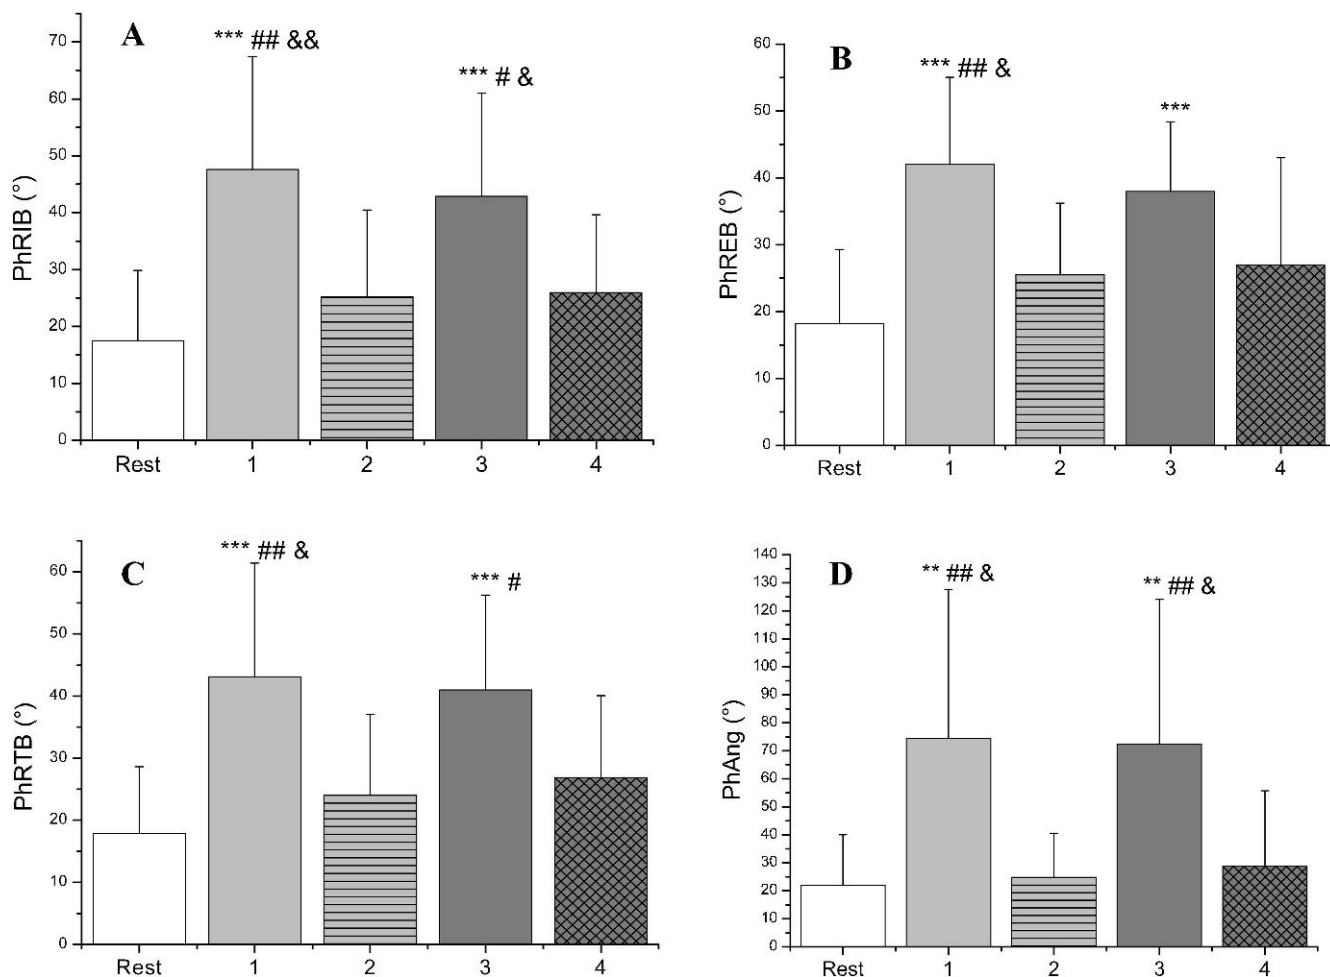 A
*** ## &&
*** # &
PhRIB (°)
70
60
50
40
30
20
10
0
Rest 1 2 3 4
B
*** ## &
***
PhREB (°)
60
50
40
30
20
10
0
Rest 1 2 3 4
C
*** ## &
*** #
PhRTB (°)
60
50
40
30
20
10
0
Rest 1 2 3 4
D
** ## &
** ## &
PhAng (°)
140
130
120
110
100
90
80
70
60
50
40
30
20
10
0
Rest 1 2 3 4